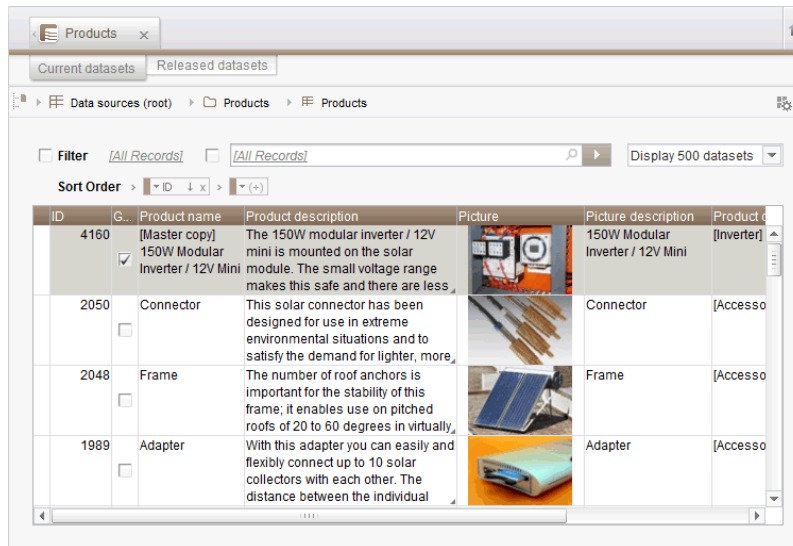 Products x
Current datasets Released datasets
Data sources (root) Products Products
Filter [All Records] [All Records] Display 500 datasets
Sort Order > ID ↓ x > (+)
ID G... Product name Product description Picture Picture description Product
4160 [Master copy] The 150W modular inverter / 12V 150W Modular [Inverter]
150W Modular mini is mounted on the solar Inverter / 12V Mini
Inverter / 12V Mini module. The small voltage range
makes this safe and there are less
2050 Connector This solar connector has been Connector [Accesso
designed for use in extreme
environmental situations and to
satisfy the demand for lighter, more
2048 Frame The number of roof anchors is Frame [Accesso
important for the stability of this
frame; it enables use on pitched
roofs of 20 to 60 degrees in virtually
1989 Adapter With this adapter you can easily and Adapter [Accesso
flexibly connect up to 10 solar
collectors with each other. The
distance between the individual